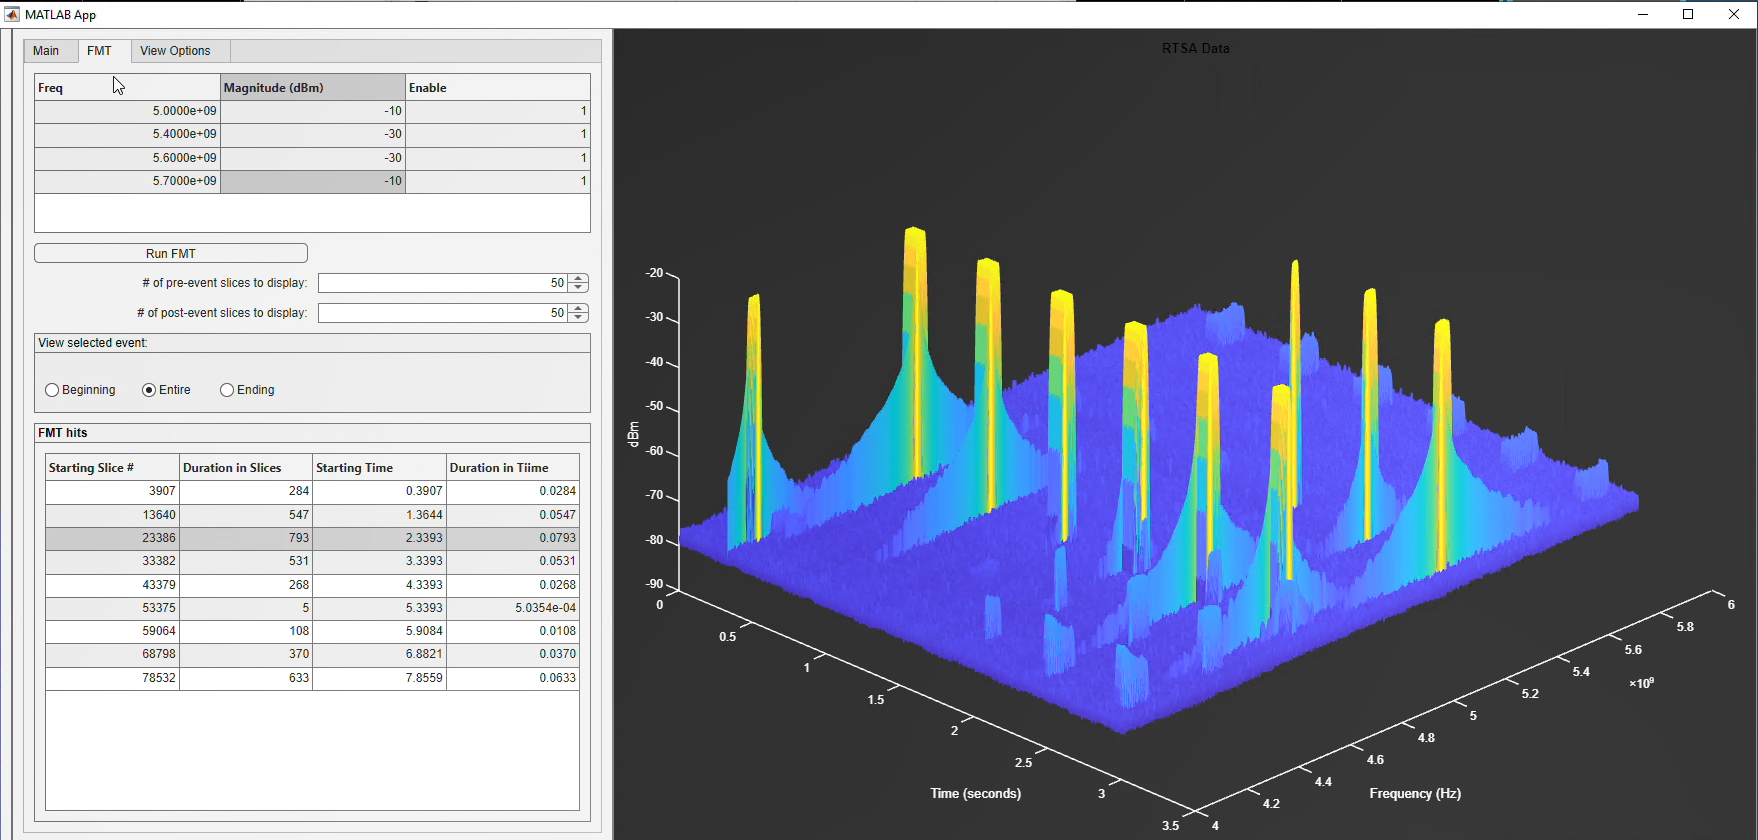 MATLAB App
Main FMT View Options
Freq Magnitude (dBm) Enable
5.0000e+09 -10 1
5.4000e+09 -30 1
5.6000e+09 -30 1
5.7000e+09 -10 1
Run FMT
# of pre-event slices to display: 50
# of post-event slices to display: 50
View selected event:
Beginning Entire Ending
FMT hits
Starting Slice # Duration in Slices Starting Time Duration in Tiime
3907 284 0.3907 0.0284
13640 547 1.3644 0.0547
23386 793 2.3393 0.0793
33382 531 3.3393 0.0531
43379 268 4.3393 0.0268
53375 5 5.3393 5.0354e-04
59064 108 5.9084 0.0108
68798 370 6.8821 0.0370
78532 633 7.8559 0.0633
RTSA Data
-20
-30
-40
-50
-60
-70
-80
-90
dBm
0
0.5
1
1.5
2
2.5
3
3.5
Time (seconds)
4
4.2
4.4
4.6
4.8
5
5.2
5.4
5.6
5.8
6
×10⁹
Frequency (Hz)